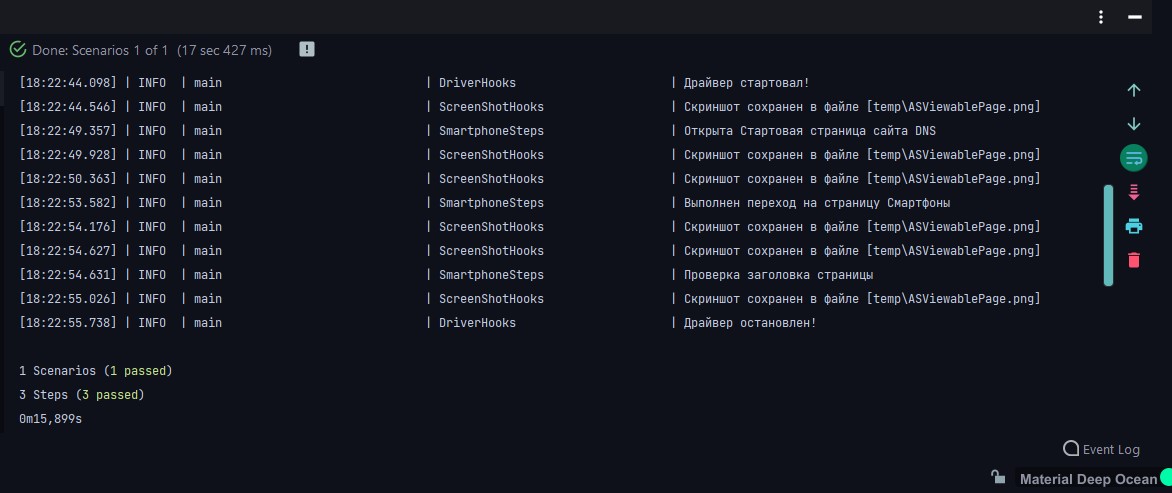 Done: Scenarios 1 of 1 (17 sec 427 ms)
[18:22:44.098] | INFO | main | DriverHooks | Драйвер стартовал!
[18:22:44.546] | INFO | main | ScreenShotHooks | Скриншот сохранен в файле [temp\ASViewablePage.png]
[18:22:49.357] | INFO | main | SmartphoneSteps | Открыта Стартовая страница сайта DNS
[18:22:49.928] | INFO | main | ScreenShotHooks | Скриншот сохранен в файле [temp\ASViewablePage.png]
[18:22:50.363] | INFO | main | ScreenShotHooks | Скриншот сохранен в файле [temp\ASViewablePage.png]
[18:22:53.582] | INFO | main | SmartphoneSteps | Выполнен переход на страницу Смартфоны
[18:22:54.176] | INFO | main | ScreenShotHooks | Скриншот сохранен в файле [temp\ASViewablePage.png]
[18:22:54.627] | INFO | main | ScreenShotHooks | Скриншот сохранен в файле [temp\ASViewablePage.png]
[18:22:54.631] | INFO | main | SmartphoneSteps | Проверка заголовка страницы
[18:22:55.026] | INFO | main | ScreenShotHooks | Скриншот сохранен в файле [temp\ASViewablePage.png]
[18:22:55.738] | INFO | main | DriverHooks | Драйвер остановлен!
1 Scenarios (1 passed)
3 Steps (3 passed)
0m15,899s
Event Log
Material Deep Ocean